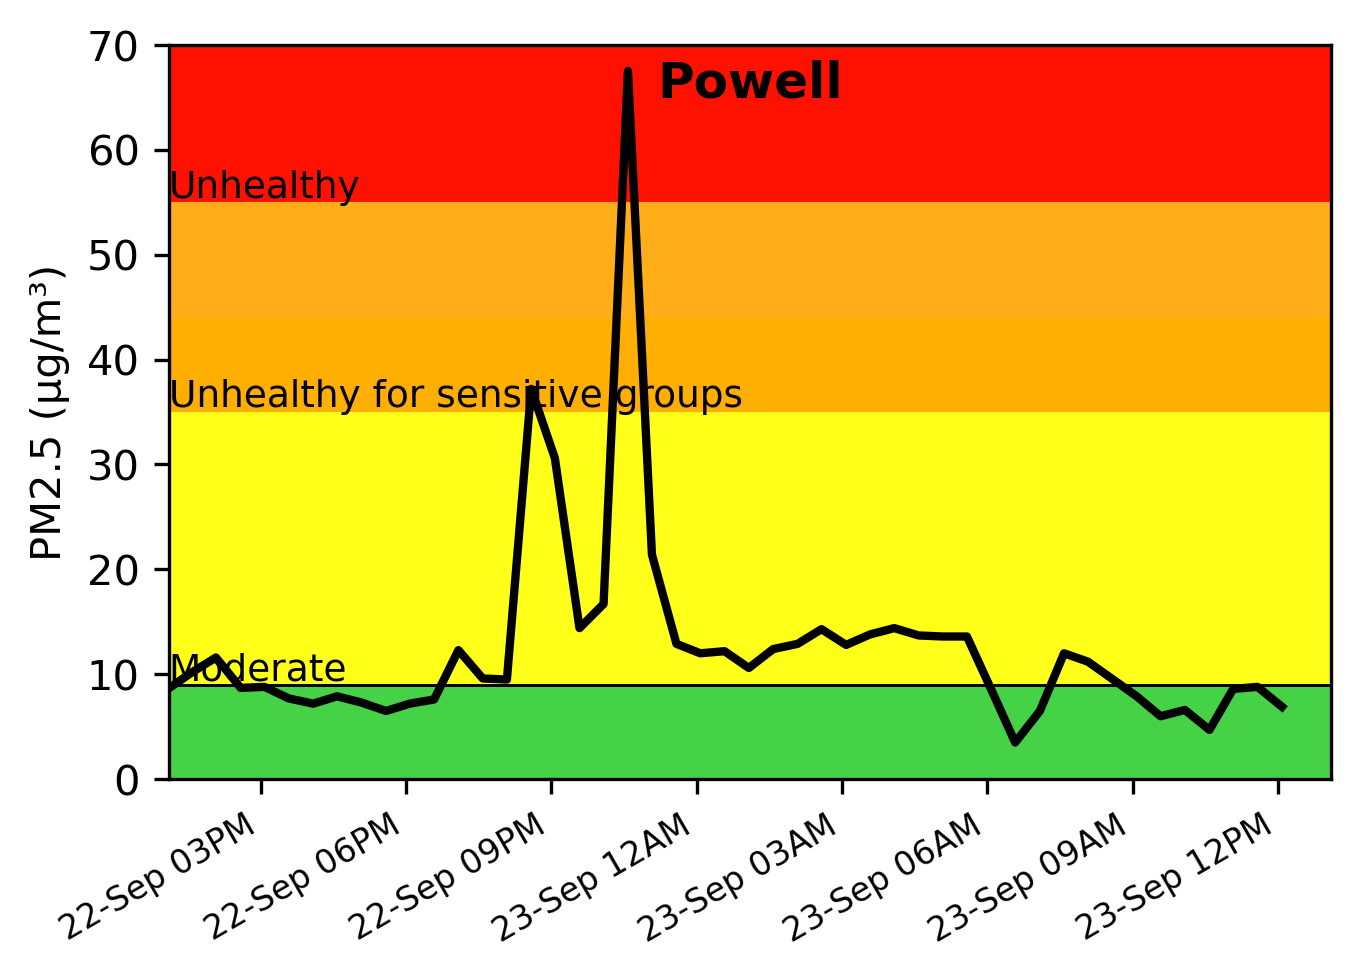 Powell
70
60
50
40
30
20
10
0
PM2.5 (µg/m³)
Unhealthy
Unhealthy for sensitive groups
Moderate
22-Sep 03PM
22-Sep 06PM
22-Sep 09PM
23-Sep 12AM
23-Sep 03AM
23-Sep 06AM
23-Sep 09AM
23-Sep 12PM